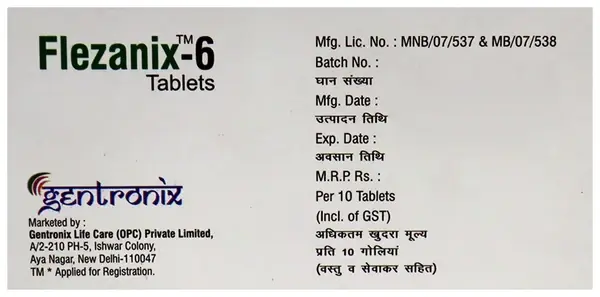 Flezanix™-6
Tablets
gentronix
Marketed by :
Gentronix Life Care (OPC) Private Limited,
A/2-210 PH-5, Ishwar Colony,
Aya Nagar, New Delhi-110047
TM * Applied for Registration.
Mfg. Lic. No. : MNB/07/537 & MB/07/538
Batch No. :
घान संख्या
Mfg. Date :
उत्पादन तिथि
Exp. Date :
अवसान तिथि
M.R.P. Rs. :
Per 10 Tablets
(Incl. of GST)
अधिकतम खुदरा मूल्य
प्रति 10 गोलियां
(वस्तु व सेवाकर सहित)